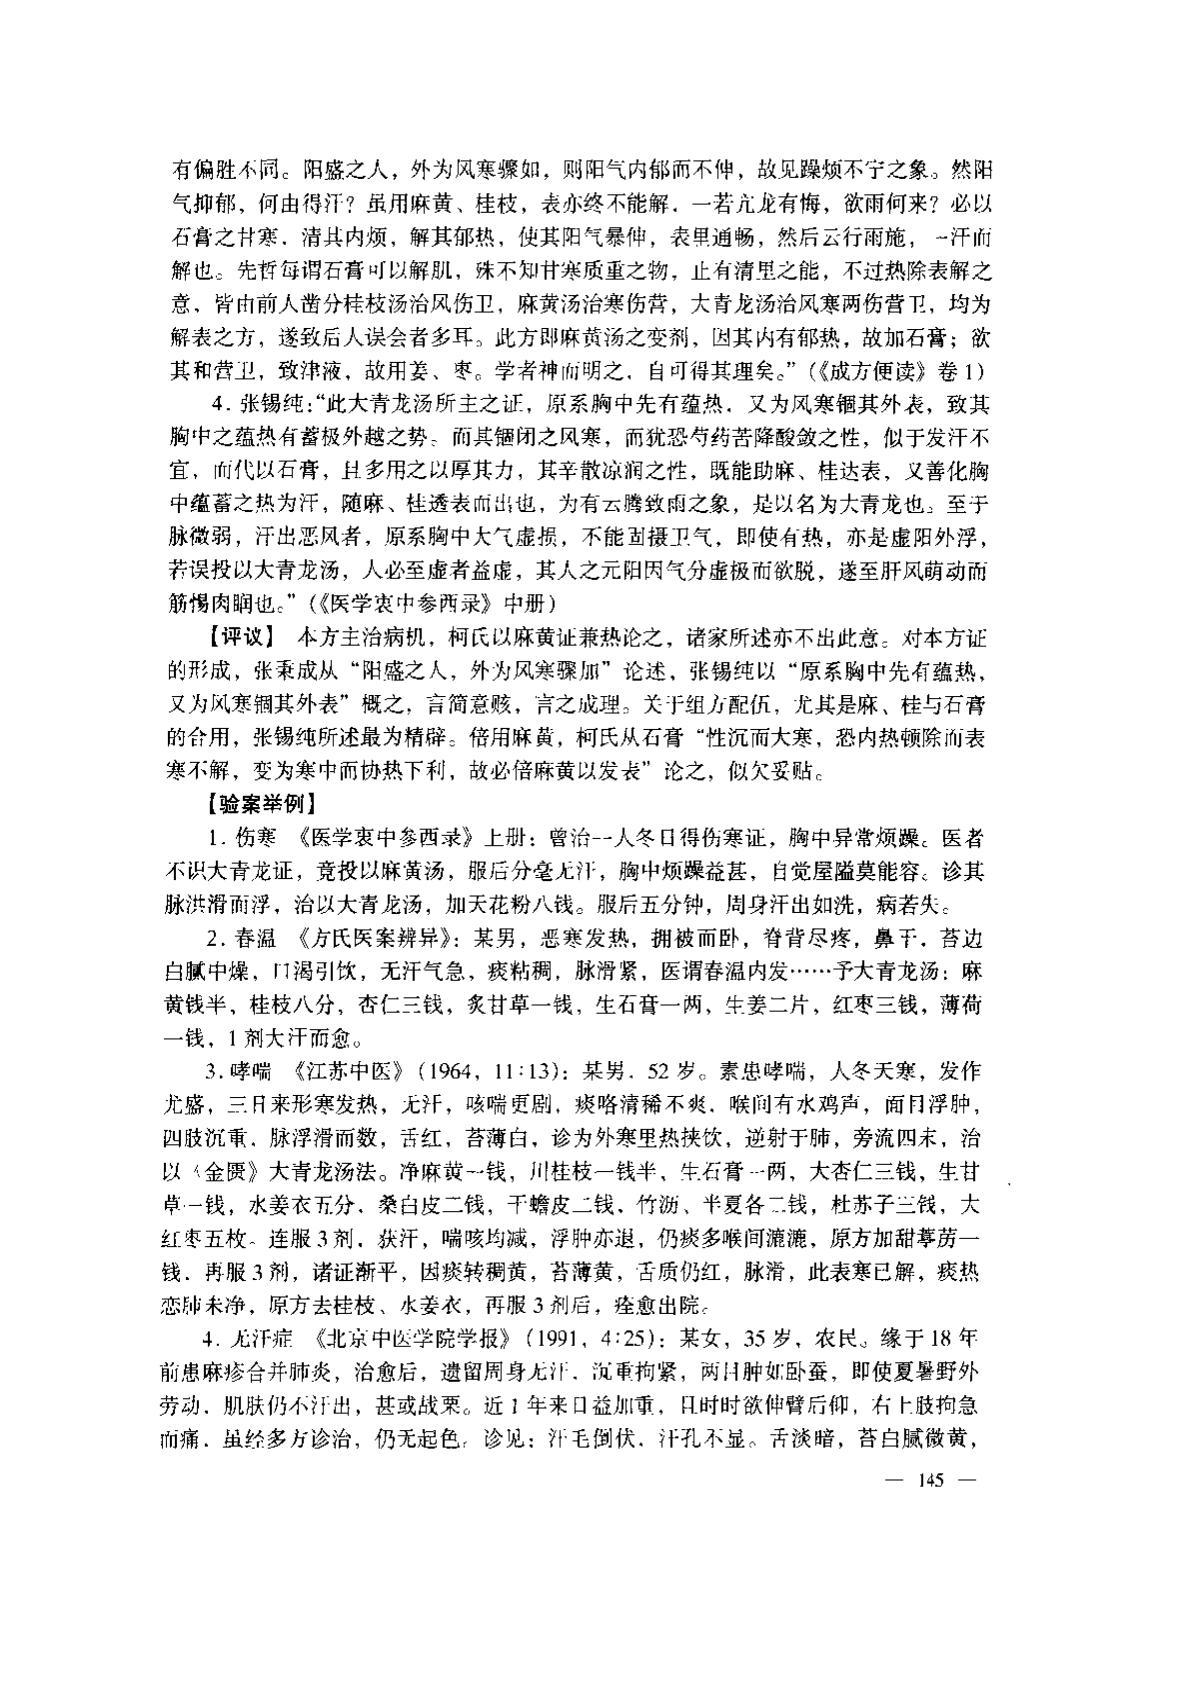 有偏胜不同。阳盛之人，外为风寒骤如，则阳气内郁而不伸，故见躁烦不宁之象。然阳
气抑郁，何由得汗？虽用麻黄、桂枝，表亦终不能解．一若亢龙有悔，欲雨何来？必以
石膏之甘寒．清其内烦，解其郁热，使其阳气暴伸，表里通畅，然后云行雨施，一汗而
解也。先哲每谓石膏可以解肌，殊不知甘寒质重之物，止有清里之能，不过热除表解之
意，皆由前人凿分桂枝汤治风伤卫，麻黄汤治寒伤营，大青龙汤治风寒两伤营卫，均为
解表之方，遂致后人误会者多耳。此方即麻黄汤之变剂，因其内有郁热，故加石膏；欲
其和营卫，致津液，故用姜、枣。学者神而明之．自可得其理矣。”（《成方便读》卷1）
4. 张锡纯：“此大青龙汤所主之证，原系胸中先有蕴热．又为风寒锢其外表，致其
胸中之蕴热有蓄极外越之势。而其锢闭之风寒，而犹恐芍药苦降酸敛之性，似于发汗不
宜，而代以石膏，且多用之以厚其力，其辛散凉润之性，既能助麻、桂达表，又善化胸
中蕴蓄之热为汗，随麻、桂透表而出也，为有云腾致雨之象，是以名为大青龙也。至于
脉微弱，汗出恶风者，原系胸中大气虚损，不能固摄卫气，即使有热，亦是虚阳外浮，
若误投以大青龙汤，人必至虚者益虚，其人之元阳因气分虚极而欲脱，遂至肝风萌动而
筋惕肉瞤也。”（《医学衷中参西录》中册）
【评议】 本方主治病机，柯氏以麻黄证兼热论之，诸家所述亦不出此意。对本方证
的形成，张秉成从“阳盛之人，外为风寒骤加”论述，张锡纯以“原系胸中先有蕴热，
又为风寒锢其外表”概之，言简意赅，言之成理。关于组方配伍，尤其是麻、桂与石膏
的合用，张锡纯所述最为精辟。倍用麻黄，柯氏从石膏“性沉而大寒，恐内热顿除而表
寒不解，变为寒中而协热下利，故必倍麻黄以发表”论之，似欠妥贴。
【验案举例】
1. 伤寒 《医学衷中参西录》上册：曾治一人冬日得伤寒证，胸中异常烦躁。医者
不识大青龙证，竟投以麻黄汤，服后分毫无汗，胸中烦躁益甚，自觉屋隘莫能容。诊其
脉洪滑而浮，治以大青龙汤，加天花粉八钱。服后五分钟，周身汗出如洗，病若失。
2. 春温 《方氏医案辨异》：某男，恶寒发热，拥被而卧，脊背尽疼，鼻干．苔边
白腻中燥，口渴引饮，无汗气急，痰粘稠，脉滑紧，医谓春温内发……予大青龙汤：麻
黄钱半，桂枝八分，杏仁三钱，炙甘草一钱，生石膏一两，生姜二片，红枣三钱，薄荷
一钱，1剂大汗而愈。
3. 哮喘 《江苏中医》（1964，11∶13）：某男．52岁。素患哮喘，人冬天寒，发作
尤盛，三日来形寒发热，无汗，咳喘更剧，痰咯清稀不爽．喉间有水鸡声，面目浮肿，
四肢沉重．脉浮滑而数，舌红，苔薄白，诊为外寒里热挟饮，逆射于肺，旁流四末，治
以《金匮》大青龙汤法。净麻黄一钱，川桂枝一钱半，生石膏一两，大杏仁三钱，生甘
草一钱，水姜衣五分．桑白皮二钱，干蟾皮二钱．竹沥、半夏各二钱，杜苏子三钱，大
红枣五枚。连服3剂．获汗，喘咳均减，浮肿亦退，仍痰多喉间漉漉，原方加甜葶苈一
钱．再服3剂，诸证渐平，因痰转稠黄，苔薄黄，舌质仍红，脉滑，此表寒已解，痰热
恋肺未净，原方去桂枝、水姜衣，再服3剂后，痊愈出院。
4. 无汗症 《北京中医学院学报》（1991，4∶25）：某女，35岁，农民。缘于18年
前患麻疹合并肺炎，治愈后，遗留周身无汗．沉重拘紧，两目肿如卧蚕，即使夏暑野外
劳动．肌肤仍不汗出，甚或战栗。近1年来日益加重，且时时欲伸臂后仰，右上肢拘急
而痛．虽经多方诊治，仍无起色。诊见：汗毛倒伏．汗孔不显。舌淡暗，苔白腻微黄，
— 145 —